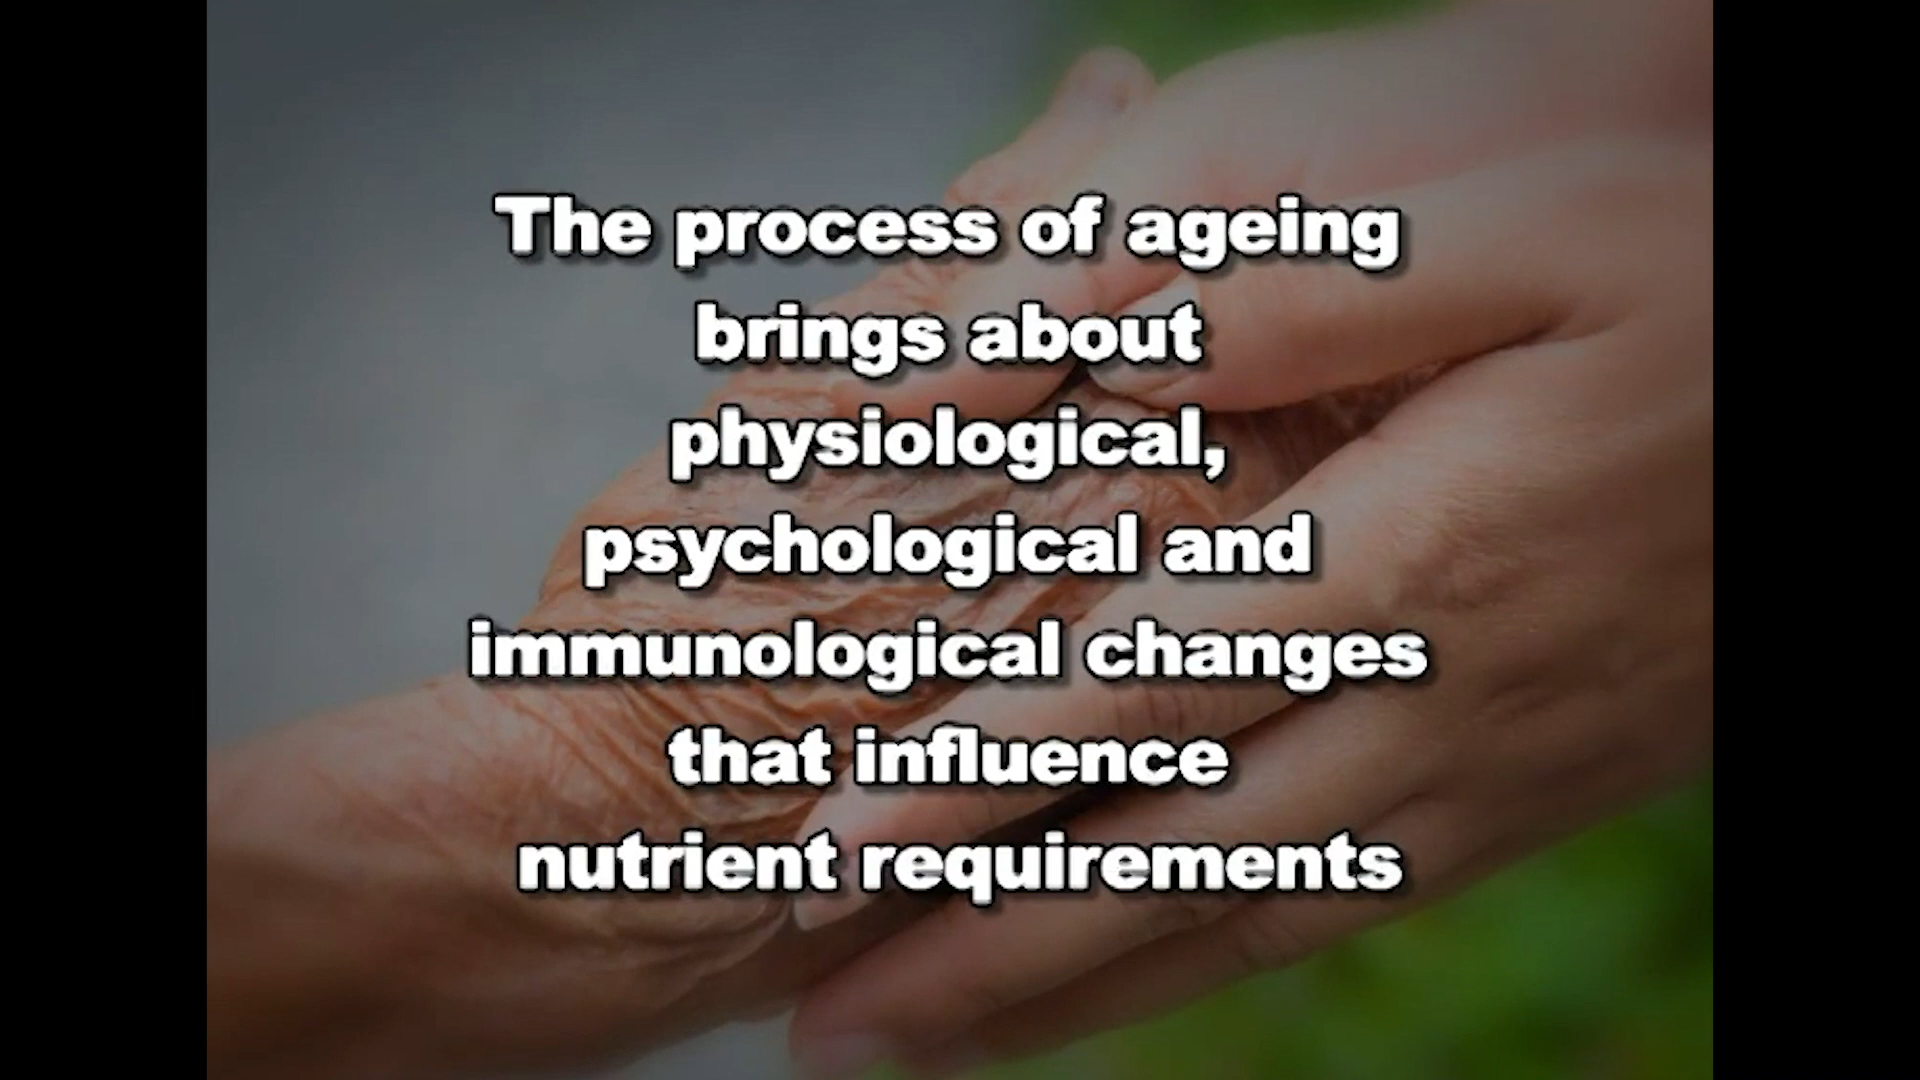 The process of ageing
brings about
physiological,
psychological and
immunological changes
that influence
nutrient requirements